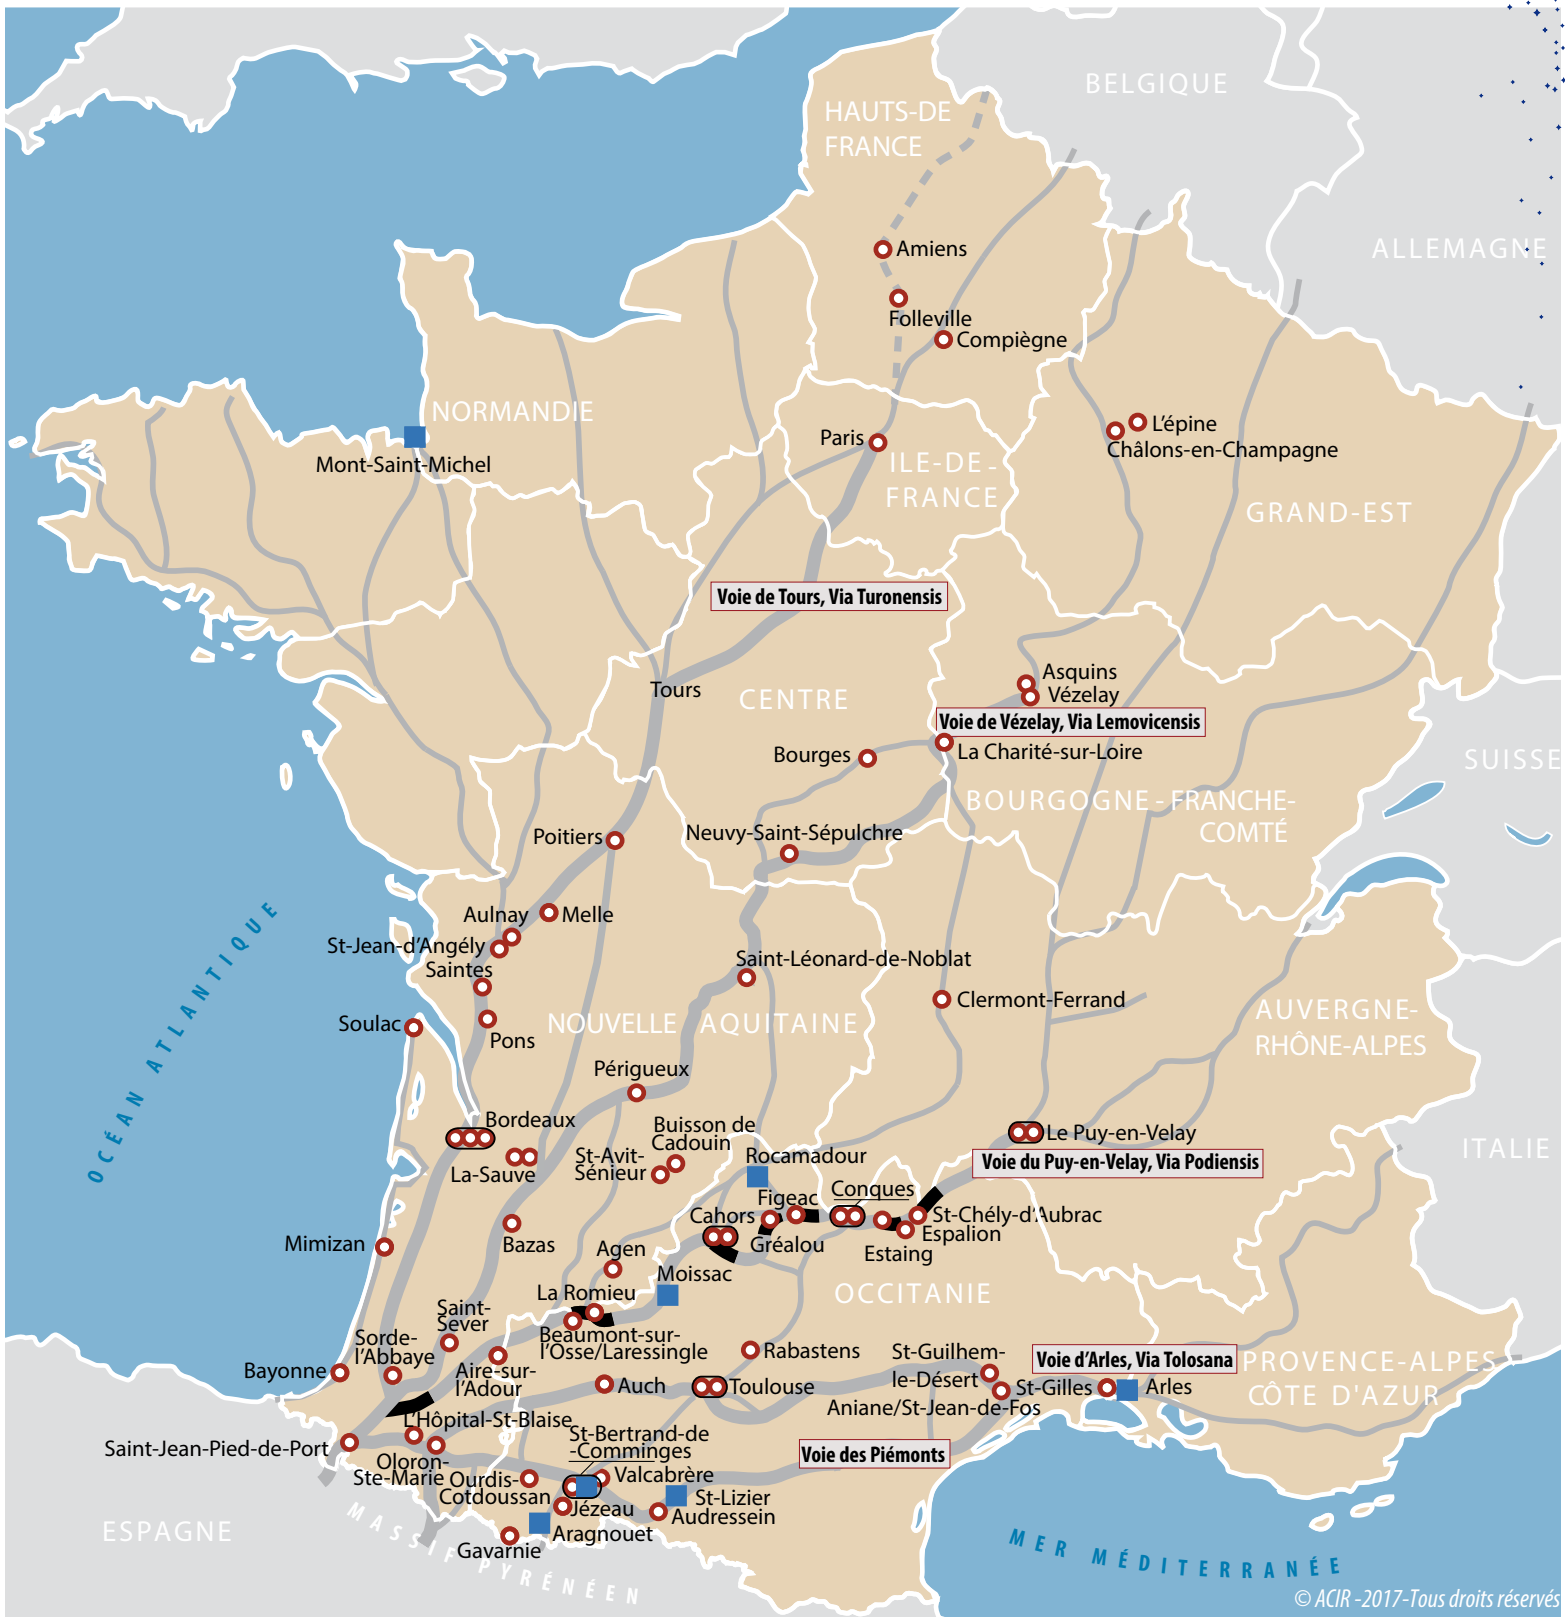 BELGIQUE
HAUTS-DE
FRANCE
ALLEMAGNE
Amiens
Folleville
Compiègne
NORMANDIE
Mont-Saint-Michel
Paris
ILE-DE-
FRANCE
L'épine
Châlons-en-Champagne
GRAND-EST
Voie de Tours, Via Turonensis
Tours
CENTRE
Asquins
Vézelay
Voie de Vézelay, Via Lemovicensis
La Charité-sur-Loire
Bourges
SUISSE
BOURGOGNE-FRANCHE-
COMTÉ
Neuvy-Saint-Sépulchre
Poitiers
Aulnay
Melle
St-Jean-d'Angély
Saintes
Saint-Léonard-de-Noblat
Clermont-Ferrand
Soulac
Pons
NOUVELLE AQUITAINE
AUVERGNE-
RHÔNE-ALPES
OCÉAN ATLANTIQUE
Périgueux
Bordeaux
La-Sauve
Buisson de
Cadouin
St-Avit-
Sénieur
Rocamadour
Le Puy-en-Velay
Voie du Puy-en-Velay, Via Podiensis
ITALIE
Conques
Figeac
Cahors
Gréalou
St-Chély-d'Aubrac
Espalion
Estaing
Mimizan
Bazas
Agen
Moissac
La Romieu
OCCITANIE
Beaumont-sur-
l'Osse/Laressingle
Saint-
Sever
Sorde-
l'Abbaye
Bayonne
Aire-sur-
l'Adour
Rabastens
Auch
Toulouse
St-Guilhem-
le-Désert
Aniane/St-Jean-de-Fos
Voie d'Arles, Via Tolosana
St-Gilles
Arles
PROVENCE-ALPES
CÔTE D'AZUR
L'Hôpital-St-Blaise
Saint-Jean-Pied-de-Port
Oloron-
Ste-Marie
St-Bertrand-de
-Comminges
Voie des Piémonts
Valcabrère
Ourdis-
Cotdoussan
Jézeau
St-Lizier
Audressein
Aragnouet
Gavarnie
ESPAGNE
MASSIF PYRÉNÉEN
MER MÉDITERRANÉE
© ACIR -2017-Tous droits réservés